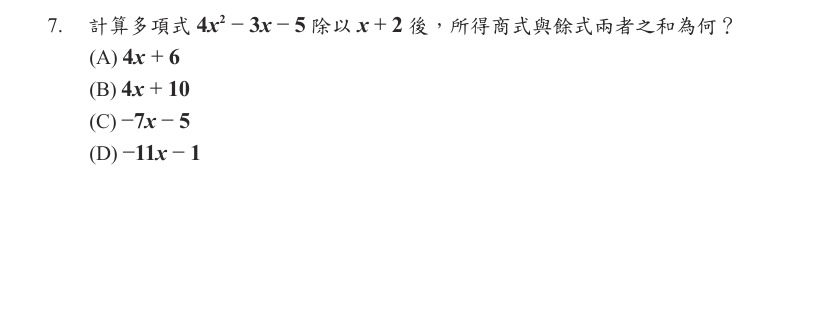 7. 計算多項式 4x² − 3x − 5 除以 x + 2 後，所得商式與餘式兩者之和為何？
(A) 4x + 6
(B) 4x + 10
(C) −7x − 5
(D) −11x − 1